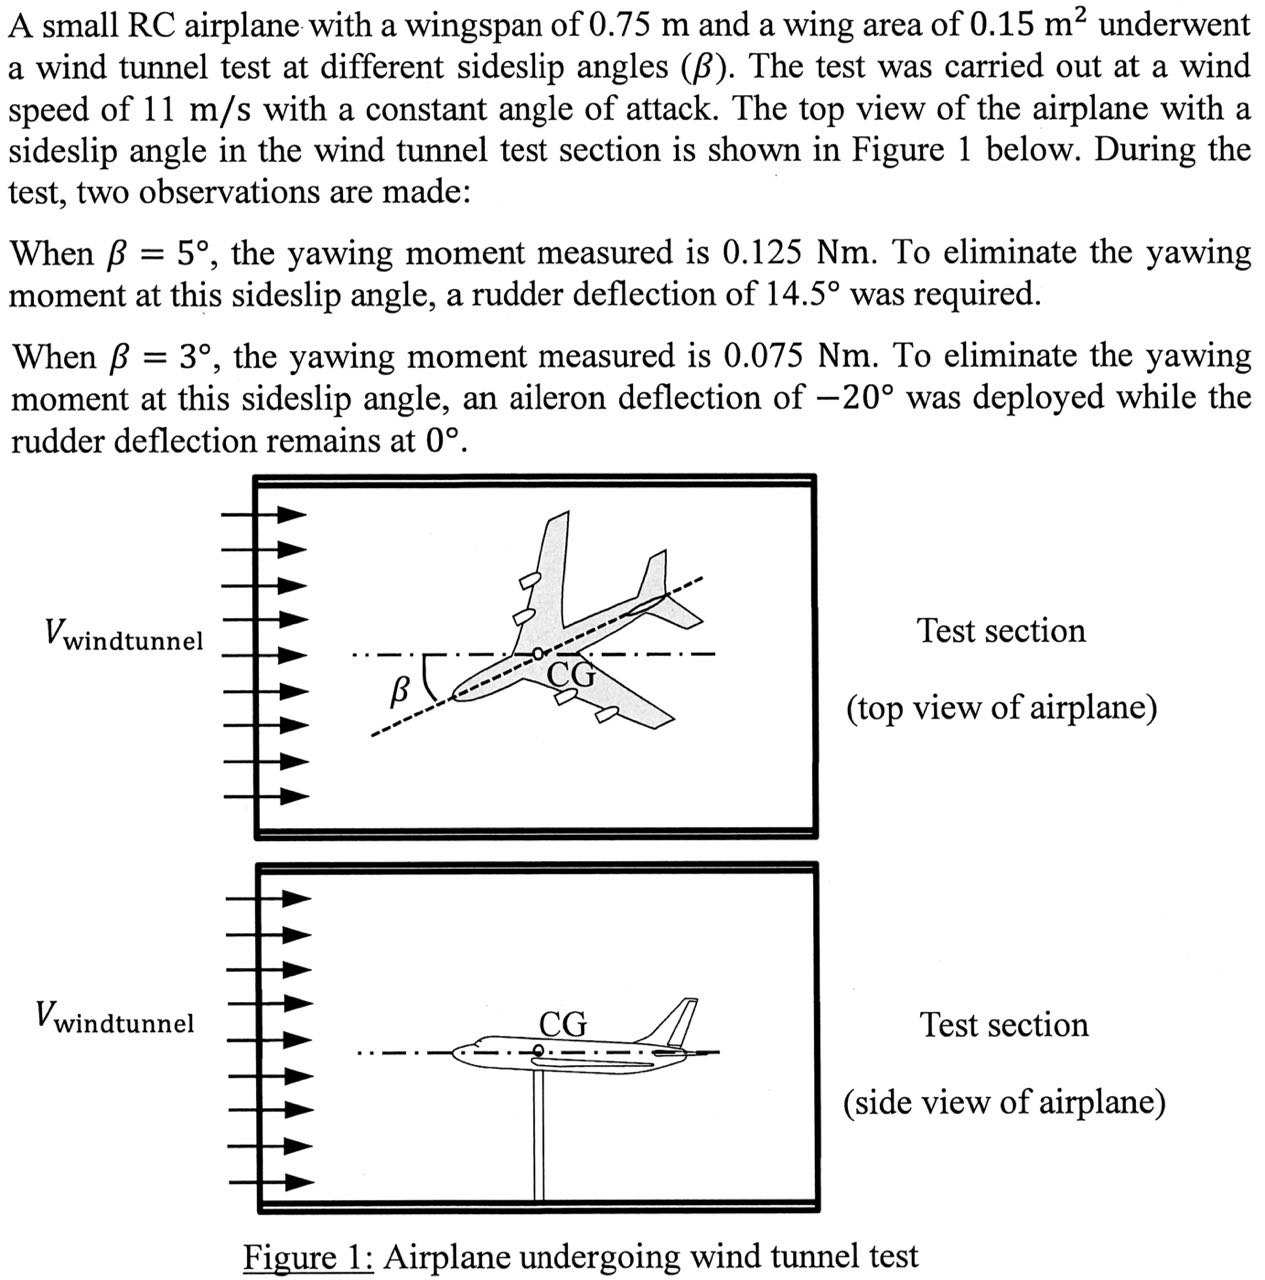 A small RC airplane with a wingspan of 0.75 m and a wing area of 0.15 m² underwent
a wind tunnel test at different sideslip angles (β). The test was carried out at a wind
speed of 11 m/s with a constant angle of attack. The top view of the airplane with a
sideslip angle in the wind tunnel test section is shown in Figure 1 below. During the
test, two observations are made:
When β = 5°, the yawing moment measured is 0.125 Nm. To eliminate the yawing
moment at this sideslip angle, a rudder deflection of 14.5° was required.
When β = 3°, the yawing moment measured is 0.075 Nm. To eliminate the yawing
moment at this sideslip angle, an aileron deflection of −20° was deployed while the
rudder deflection remains at 0°.
V_windtunnel
β
CG
Test section
(top view of airplane)
V_windtunnel
CG
Test section
(side view of airplane)
Figure 1: Airplane undergoing wind tunnel test